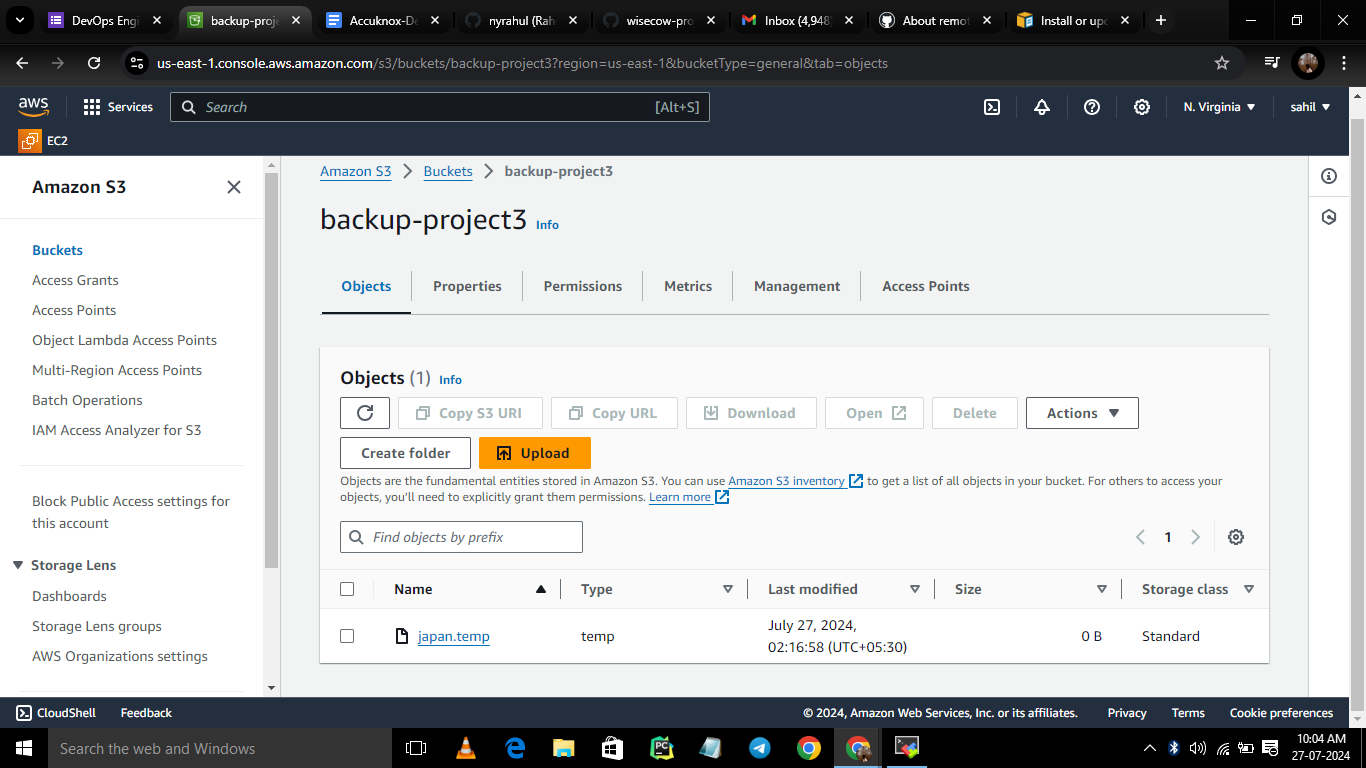 DevOps Engi
backup-proje
Accuknox-De
nyrahul (Rah
wisecow-pro
Inbox (4,948
About remot
Install or upd
us-east-1.console.aws.amazon.com/s3/buckets/backup-project3?region=us-east-1&bucketType=general&tab=objects
aws
Services
Search
[Alt+S]
N. Virginia
sahil
EC2
Amazon S3
Buckets
Access Grants
Access Points
Object Lambda Access Points
Multi-Region Access Points
Batch Operations
IAM Access Analyzer for S3
Block Public Access settings for
this account
Storage Lens
Dashboards
Storage Lens groups
AWS Organizations settings
Amazon S3 > Buckets > backup-project3
backup-project3 Info
Objects
Properties
Permissions
Metrics
Management
Access Points
Objects (1) Info
Copy S3 URI
Copy URL
Download
Open
Delete
Actions
Create folder
Upload
Objects are the fundamental entities stored in Amazon S3. You can use Amazon S3 inventory to get a list of all objects in your bucket. For others to access your
objects, you'll need to explicitly grant them permissions. Learn more
Find objects by prefix
1
Name
Type
Last modified
Size
Storage class
japan.temp
temp
July 27, 2024,
02:16:58 (UTC+05:30)
0 B
Standard
CloudShell
Feedback
© 2024, Amazon Web Services, Inc. or its affiliates.
Privacy
Terms
Cookie preferences
Search the web and Windows
10:04 AM
27-07-2024